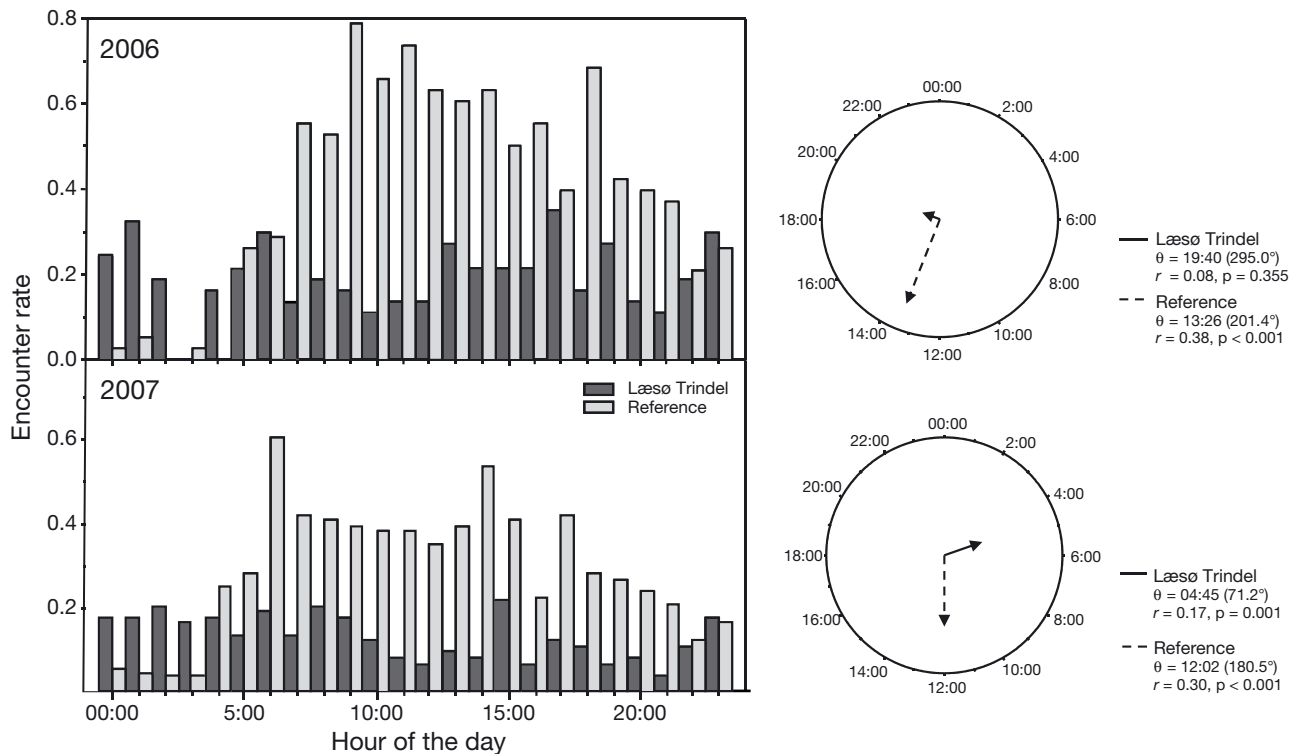 2006
0.8
0.6
0.4
0.2
0.0
Encounter rate
2007
Læsø Trindel
Reference
0.6
0.4
0.2
00:00
5:00
10:00
15:00
20:00
Hour of the day
00:00
2:00
4:00
6:00
8:00
10:00
12:00
14:00
16:00
18:00
20:00
22:00
Læsø Trindel
θ = 19:40 (295.0°)
r = 0.08, p = 0.355
Reference
θ = 13:26 (201.4°)
r = 0.38, p < 0.001
00:00
2:00
4:00
6:00
8:00
10:00
12:00
14:00
16:00
18:00
20:00
22:00
Læsø Trindel
θ = 04:45 (71.2°)
r = 0.17, p = 0.001
Reference
θ = 12:02 (180.5°)
r = 0.30, p < 0.001